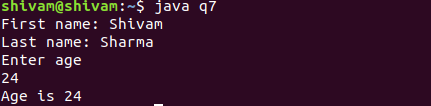 shivam@shivam:~$ java q7
First name: Shivam
Last name: Sharma
Enter age
24
Age is 24